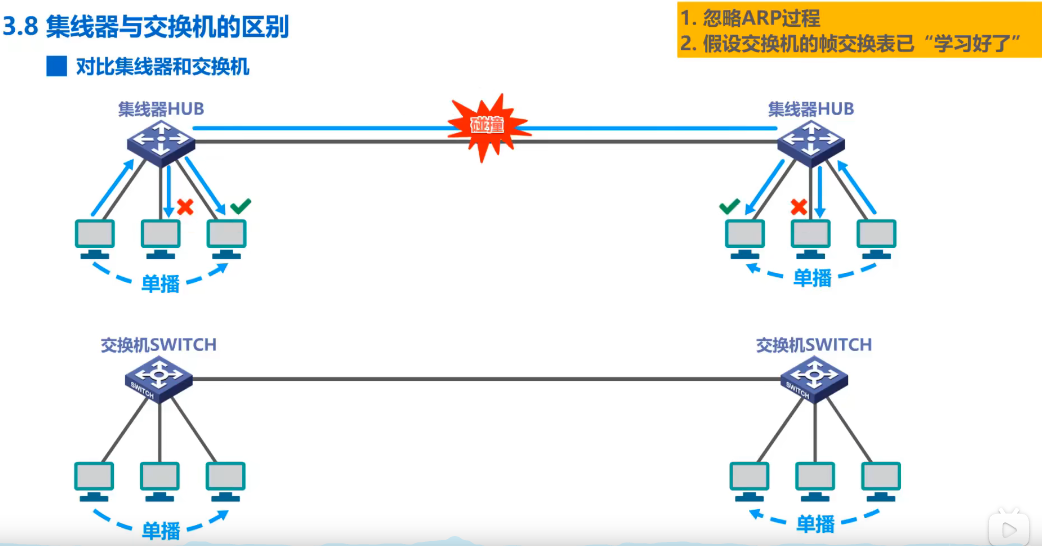 3.8 集线器与交换机的区别
1. 忽略ARP过程
2. 假设交换机的帧交换表已“学习好了”
对比集线器和交换机
集线器HUB
集线器HUB
碰撞
单播
单播
交换机SWITCH
交换机SWITCH
SWITCH
SWITCH
单播
单播